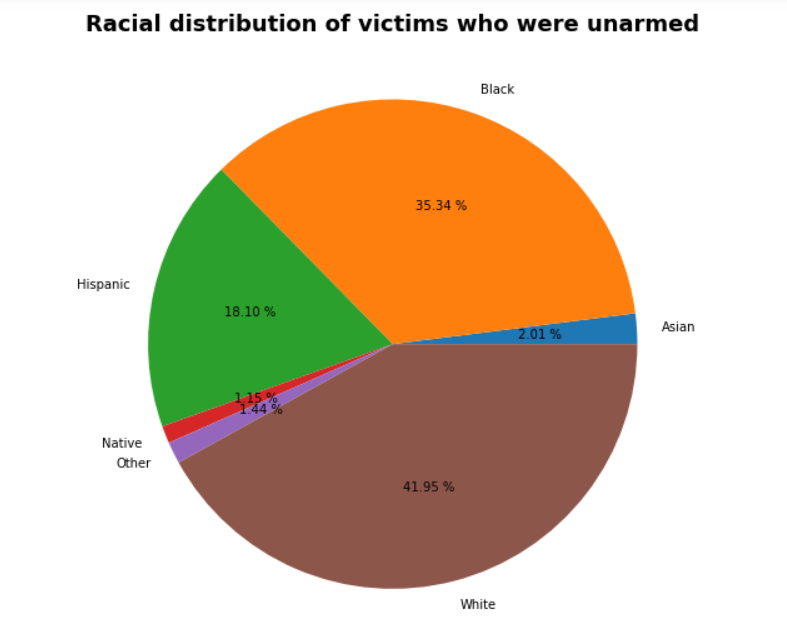 Racial distribution of victims who were unarmed
Black
35.34 %
Hispanic
18.10 %
2.01 %
Asian
1.15 %
1.44 %
Native
Other
41.95 %
White